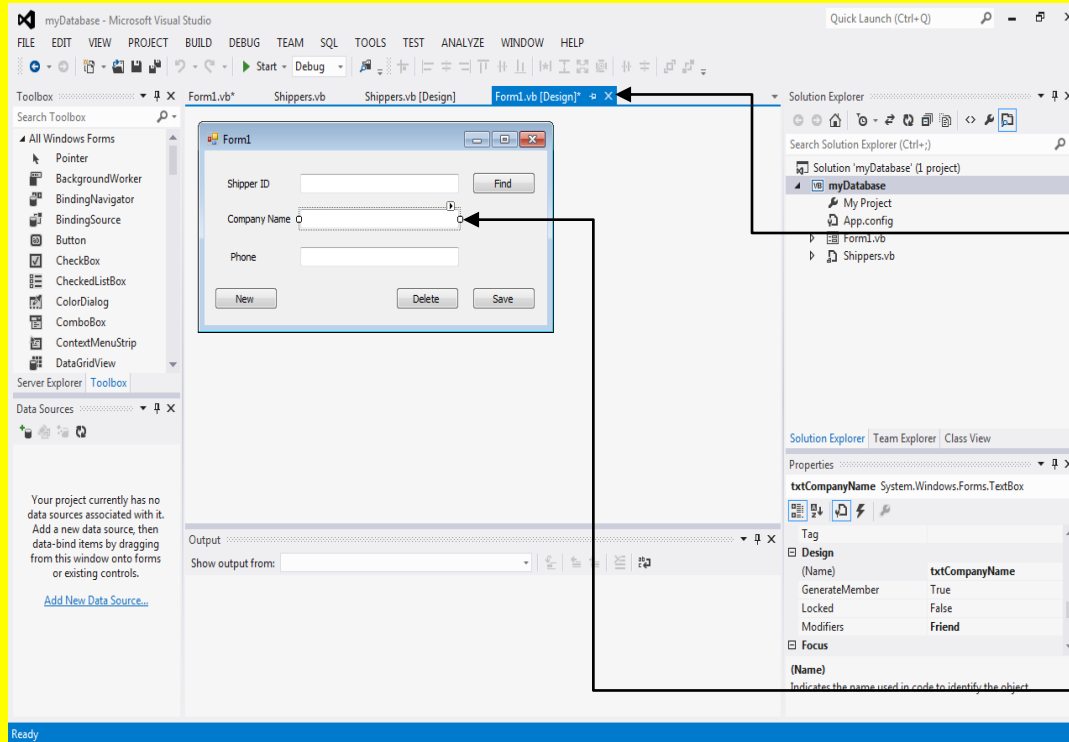 myDatabase - Microsoft Visual Studio
Quick Launch (Ctrl+Q)
FILE EDIT VIEW PROJECT BUILD DEBUG TEAM SQL TOOLS TEST ANALYZE WINDOW HELP
Start Debug
Toolbox
Search Toolbox
All Windows Forms
Pointer
BackgroundWorker
BindingNavigator
BindingSource
Button
CheckBox
CheckedListBox
ColorDialog
ComboBox
ContextMenuStrip
DataGridView
Server Explorer Toolbox
Data Sources
Your project currently has no
data sources associated with it.
Add a new data source, then
data-bind items by dragging
from this window onto forms
or existing controls.
Add New Data Source...
Form1.vb* Shippers.vb Shippers.vb [Design] Form1.vb [Design]*
Form1
Shipper ID Find
Company Name
Phone
New Delete Save
Output
Show output from:
Solution Explorer
Search Solution Explorer (Ctrl+;)
Solution 'myDatabase' (1 project)
VB myDatabase
My Project
App.config
Form1.vb
Shippers.vb
Solution Explorer Team Explorer Class View
Properties
txtCompanyName System.Windows.Forms.TextBox
Tag
Design
(Name) txtCompanyName
GenerateMember True
Locked False
Modifiers Friend
Focus
(Name)
Indicates the name used in code to identify the object.
Ready